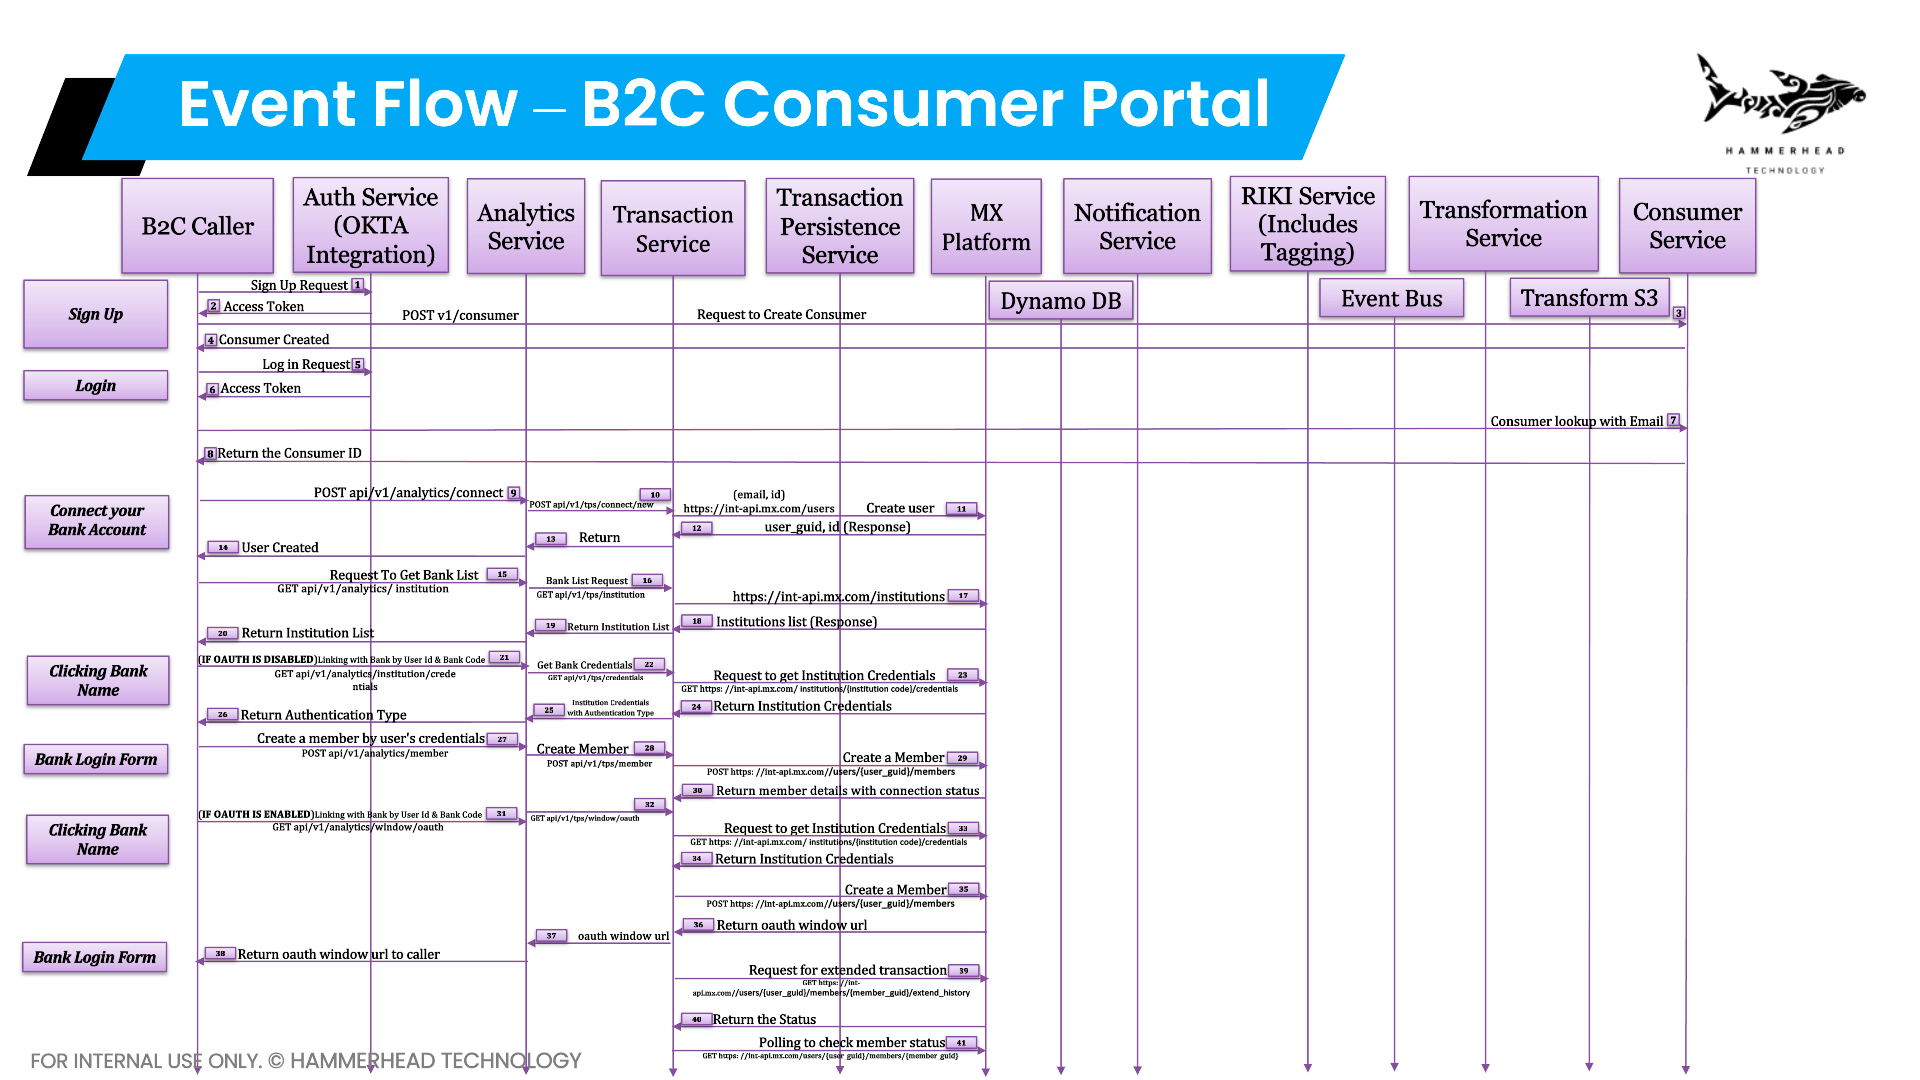 Event Flow – B2C Consumer Portal
HAMMERHEAD
TECHNOLOGY
B2C Caller
Auth Service
(OKTA
Integration)
Analytics
Service
Transaction
Service
Transaction
Persistence
Service
MX
Platform
Notification
Service
RIKI Service
(Includes
Tagging)
Transformation
Service
Consumer
Service
Dynamo DB
Event Bus
Transform S3
Sign Up
Sign Up Request 1
2 Access Token
POST v1/consumer
Request to Create Consumer
3
4 Consumer Created
Login
Log in Request 5
6 Access Token
Consumer lookup with Email 7
8 Return the Consumer ID
Connect your
Bank Account
POST api/v1/analytics/connect 9
10
POST api/v1/tps/connect/new
(email, id)
https://int-api.mx.com/users
Create user 11
12 user_guid, id (Response)
13 Return
14 User Created
Request To Get Bank List 15
GET api/v1/analytics/ institution
Bank List Request 16
GET api/v1/tps/institution
https://int-api.mx.com/institutions 17
18 Institutions list (Response)
19 Return Institution List
20 Return Institution List
Clicking Bank
Name
(IF OAUTH IS DISABLED)Linking with Bank by User Id & Bank Code 21
GET api/v1/analytics/institution/crede
ntials
Get Bank Credentials 22
GET api/v1/tps/credentials
Request to get Institution Credentials 23
GET https: //int-api.mx.com/ institutions/{institution code}/credentials
24 Return Institution Credentials
25 Institution Credentials
with Authentication Type
26 Return Authentication Type
Bank Login Form
Create a member by user's credentials 27
POST api/v1/analytics/member
Create Member 28
POST api/v1/tps/member
Create a Member 29
POST https: //int-api.mx.com//users/{user_guid}/members
30 Return member details with connection status
Clicking Bank
Name
(IF OAUTH IS ENABLED)Linking with Bank by User Id & Bank Code 31
GET api/v1/analytics/window/oauth
32
GET api/v1/tps/window/oauth
Request to get Institution Credentials 33
GET https: //int-api.mx.com/ institutions/{institution code}/credentials
34 Return Institution Credentials
Create a Member 35
POST https: //int-api.mx.com//users/{user_guid}/members
36 Return oauth window url
37 oauth window url
Bank Login Form
38 Return oauth window url to caller
Request for extended transaction 39
GET https: //int-
api.mx.com//users/{user_guid}/members/{member_guid}/extend_history
40 Return the Status
Polling to check member status 41
GET https: //int-api.mx.com/users/{user_guid}/members/{member_guid}
FOR INTERNAL USE ONLY. © HAMMERHEAD TECHNOLOGY